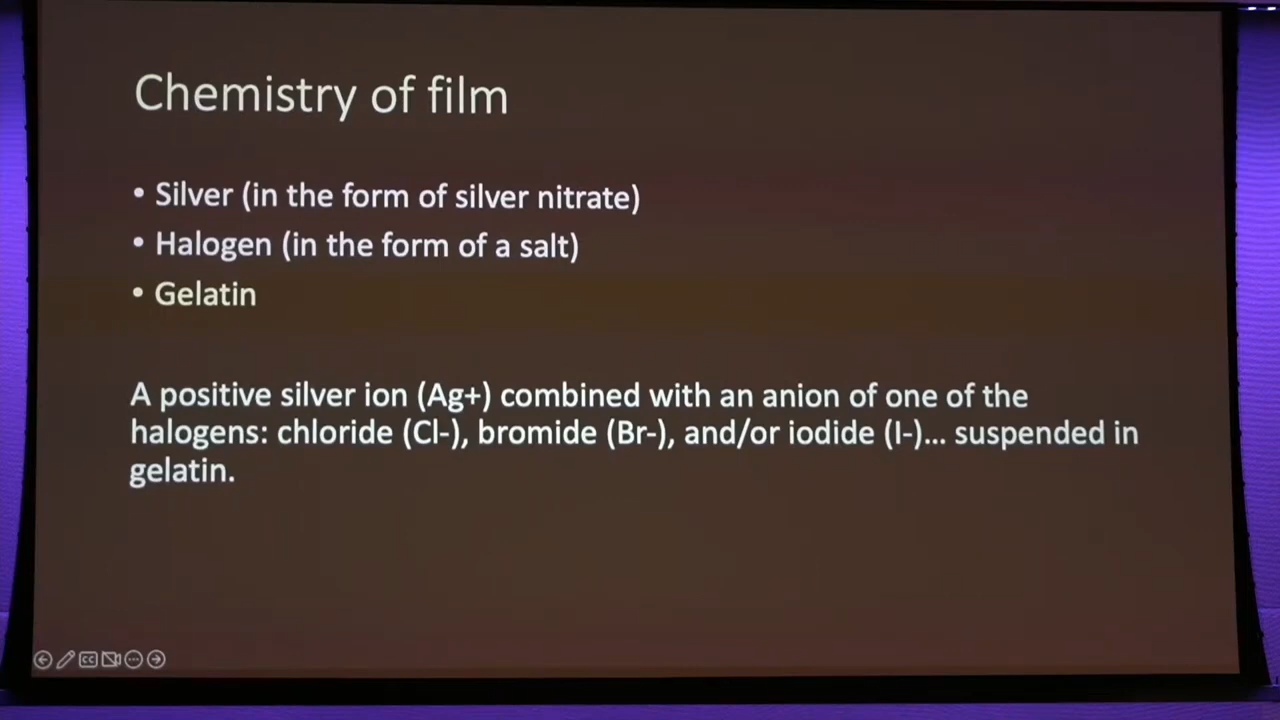 Chemistry of film
• Silver (in the form of silver nitrate)
• Halogen (in the form of a salt)
• Gelatin
A positive silver ion (Ag+) combined with an anion of one of the
halogens: chloride (Cl-), bromide (Br-), and/or iodide (I-)... suspended in
gelatin.
CC